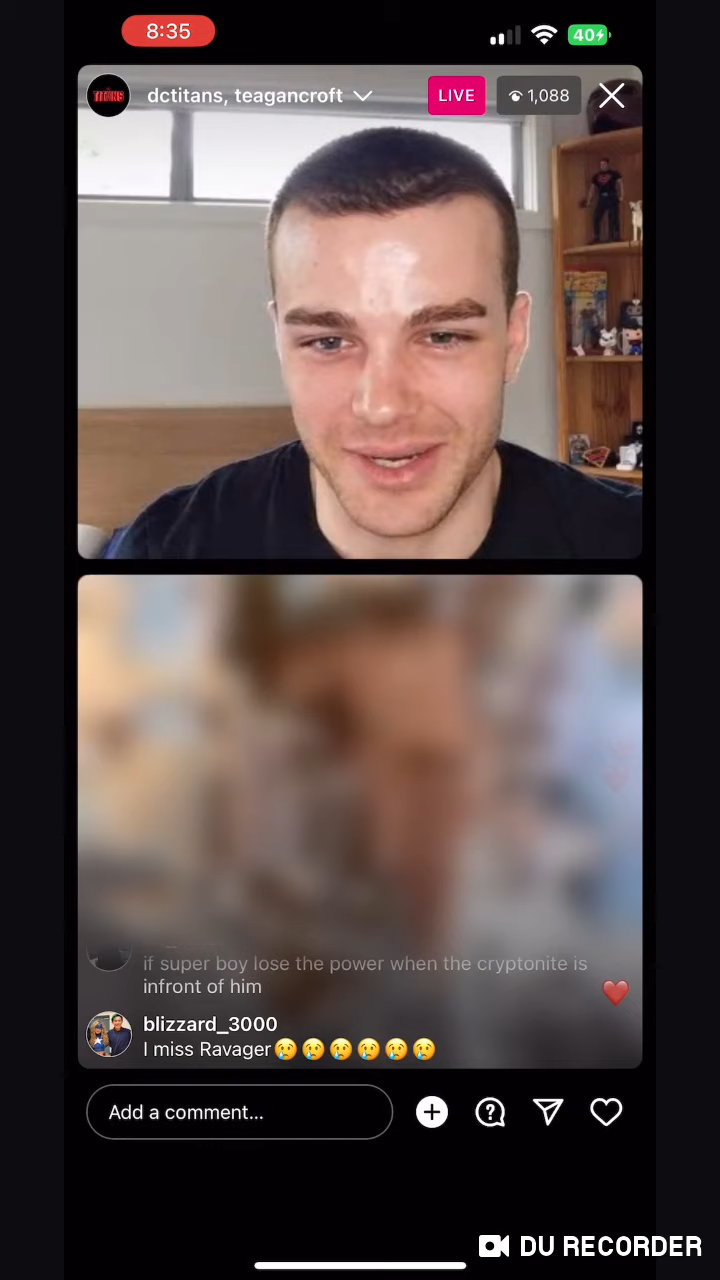 8:35
40
TITANS
dctitans, teagancroft
LIVE
1,088
if super boy lose the power when the cryptonite is
infront of him
blizzard_3000
I miss Ravager😢😢😢😢😢😢
Add a comment...
DU RECORDER